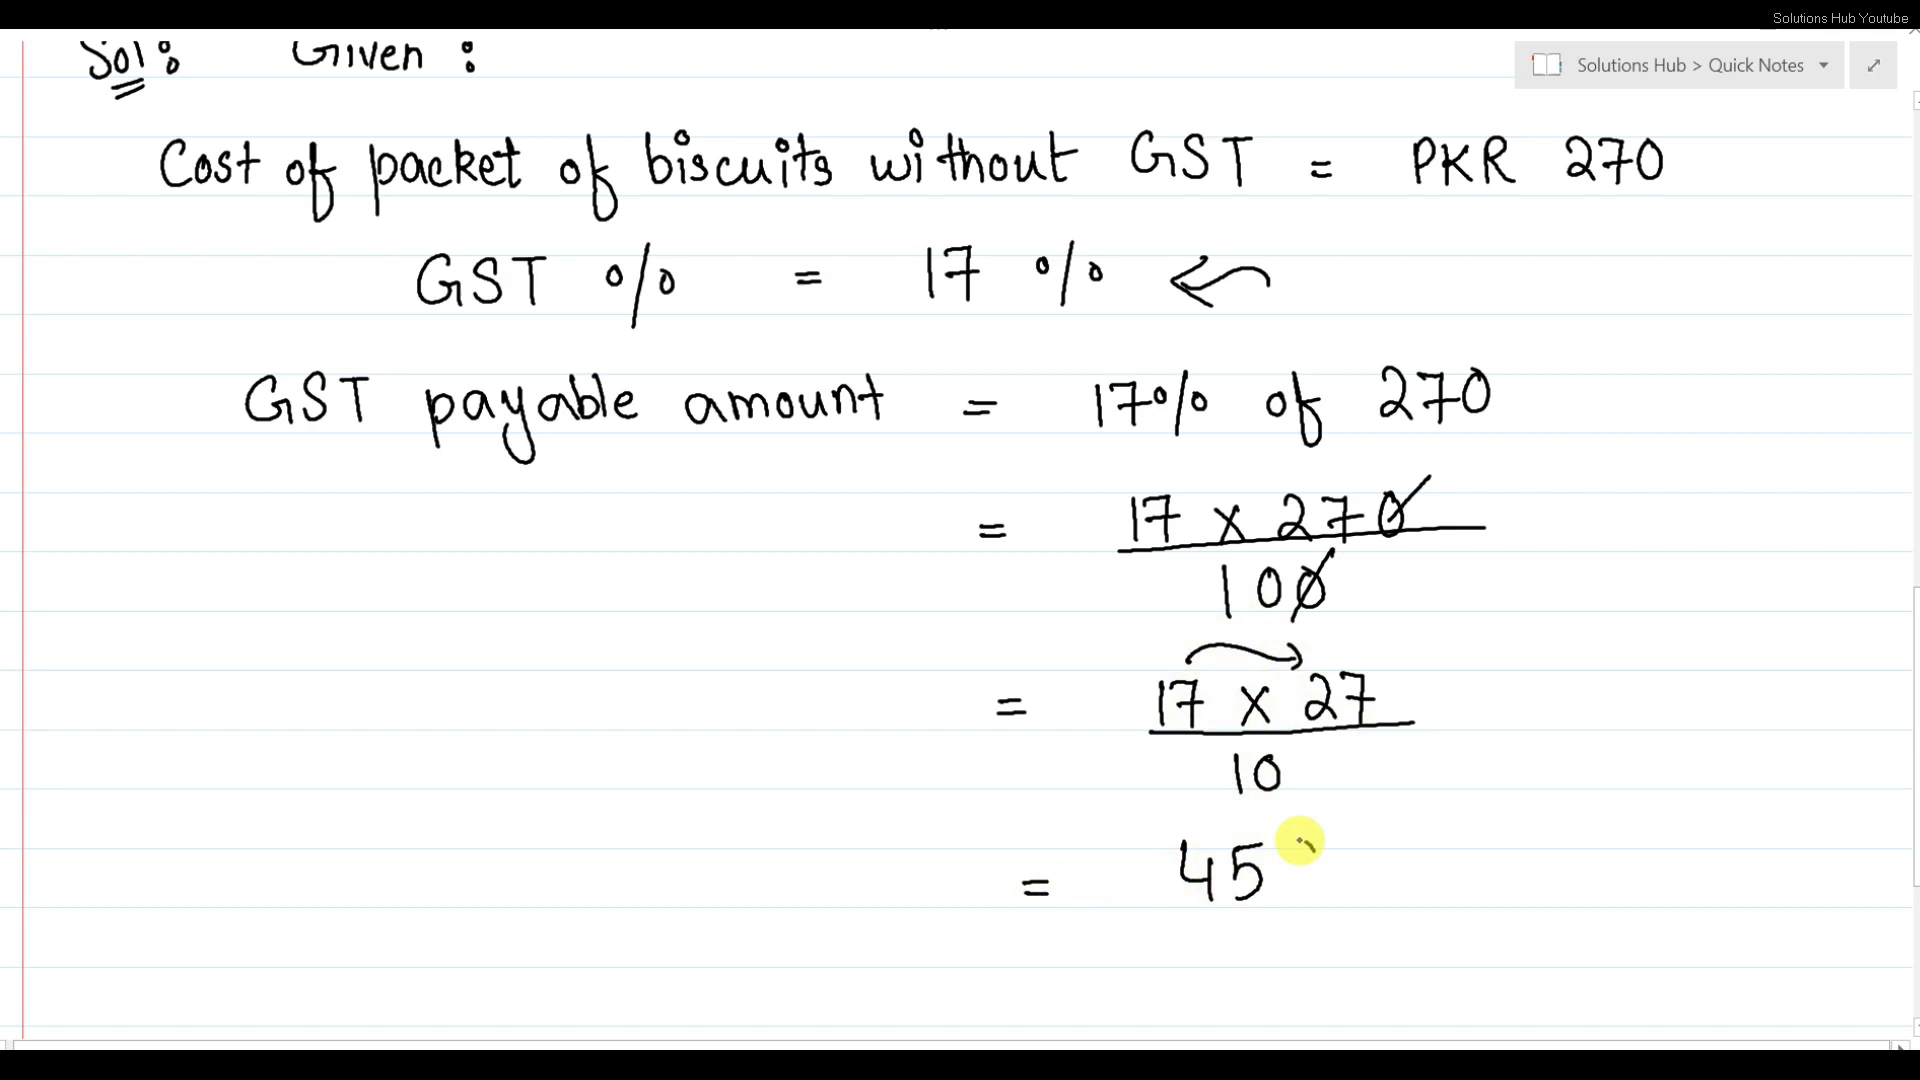 Solutions Hub Youtube
Sol: Given :
Solutions Hub > Quick Notes
Cost of packet of biscuits without GST = PKR 270
GST % = 17 %
GST payable amount = 17% of 270
= 17 x 270
100
= 17 x 27
10
= 45